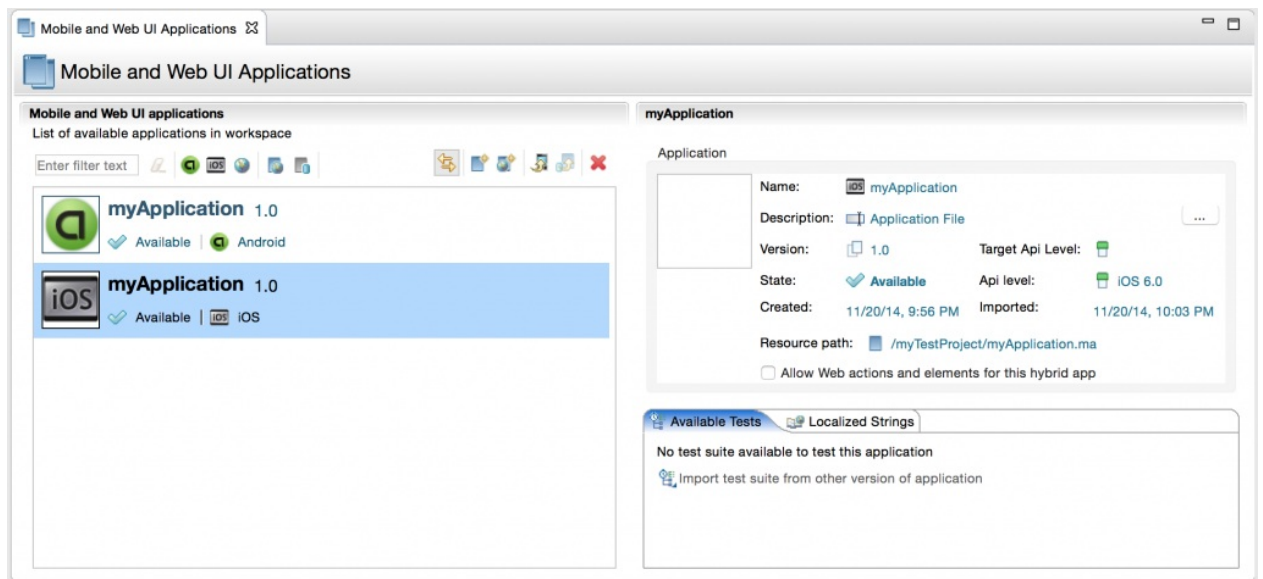 Mobile and Web UI Applications
Mobile and Web UI Applications
Mobile and Web UI applications
List of available applications in workspace
Enter filter text
a iOS
a myApplication 1.0
Available | a Android
iOS myApplication 1.0
Available | iOS iOS
myApplication
Application
Name: iOS myApplication
Description: Application File ...
Version: 1.0 Target Api Level:
State: Available Api level: iOS 6.0
Created: 11/20/14, 9:56 PM Imported: 11/20/14, 10:03 PM
Resource path: /myTestProject/myApplication.ma
Allow Web actions and elements for this hybrid app
Available Tests Localized Strings
No test suite available to test this application
Import test suite from other version of application